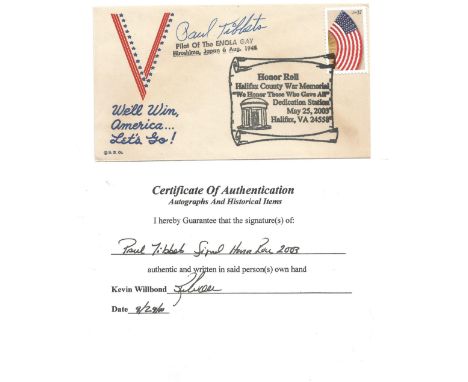 Paul Tibbets
Pilot Of The ENOLA GAY
Hiroshima, Japan 6 Aug. 1945
37
Honor Roll
Halifax County War Memorial
"We Honor Those Who Gave All"
Dedication Station
May 25, 2003
Halifax, VA 24558
We'll Win,
America...
Let's Go!
Certificate Of Authentication
Autographs And Historical Items
I hereby Guarantee that the signature(s) of:
Paul Tibbets Signed Honor Roll 2003
authentic and written in said person(s) own hand
Kevin Willbond
Date